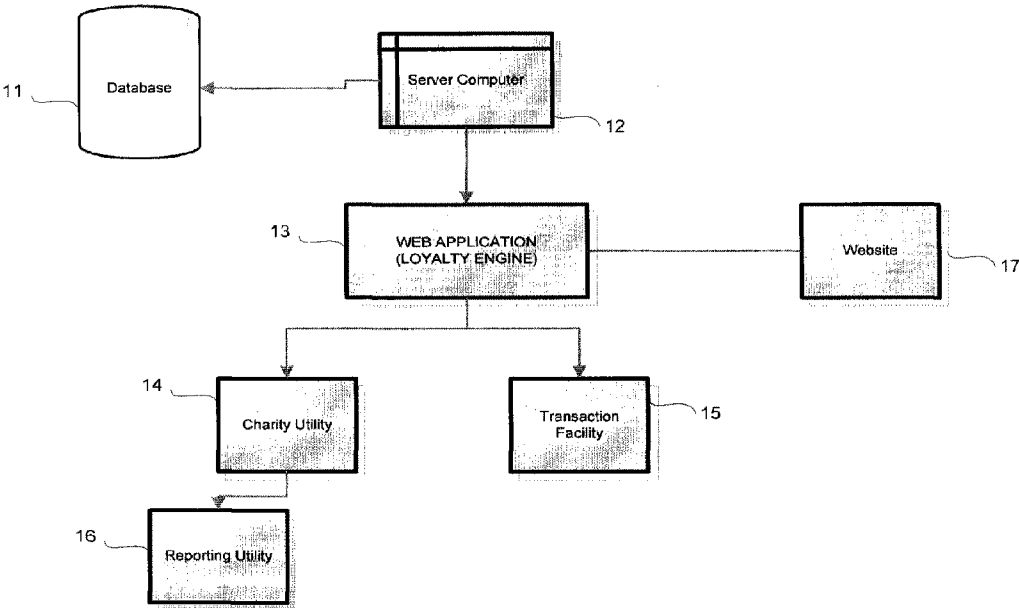 11
Database
Server Computer
12
13
WEB APPLICATION
(LOYALTY ENGINE)
Website
17
14
Charity Utility
Transaction
Facility
15
16
Reporting Utility